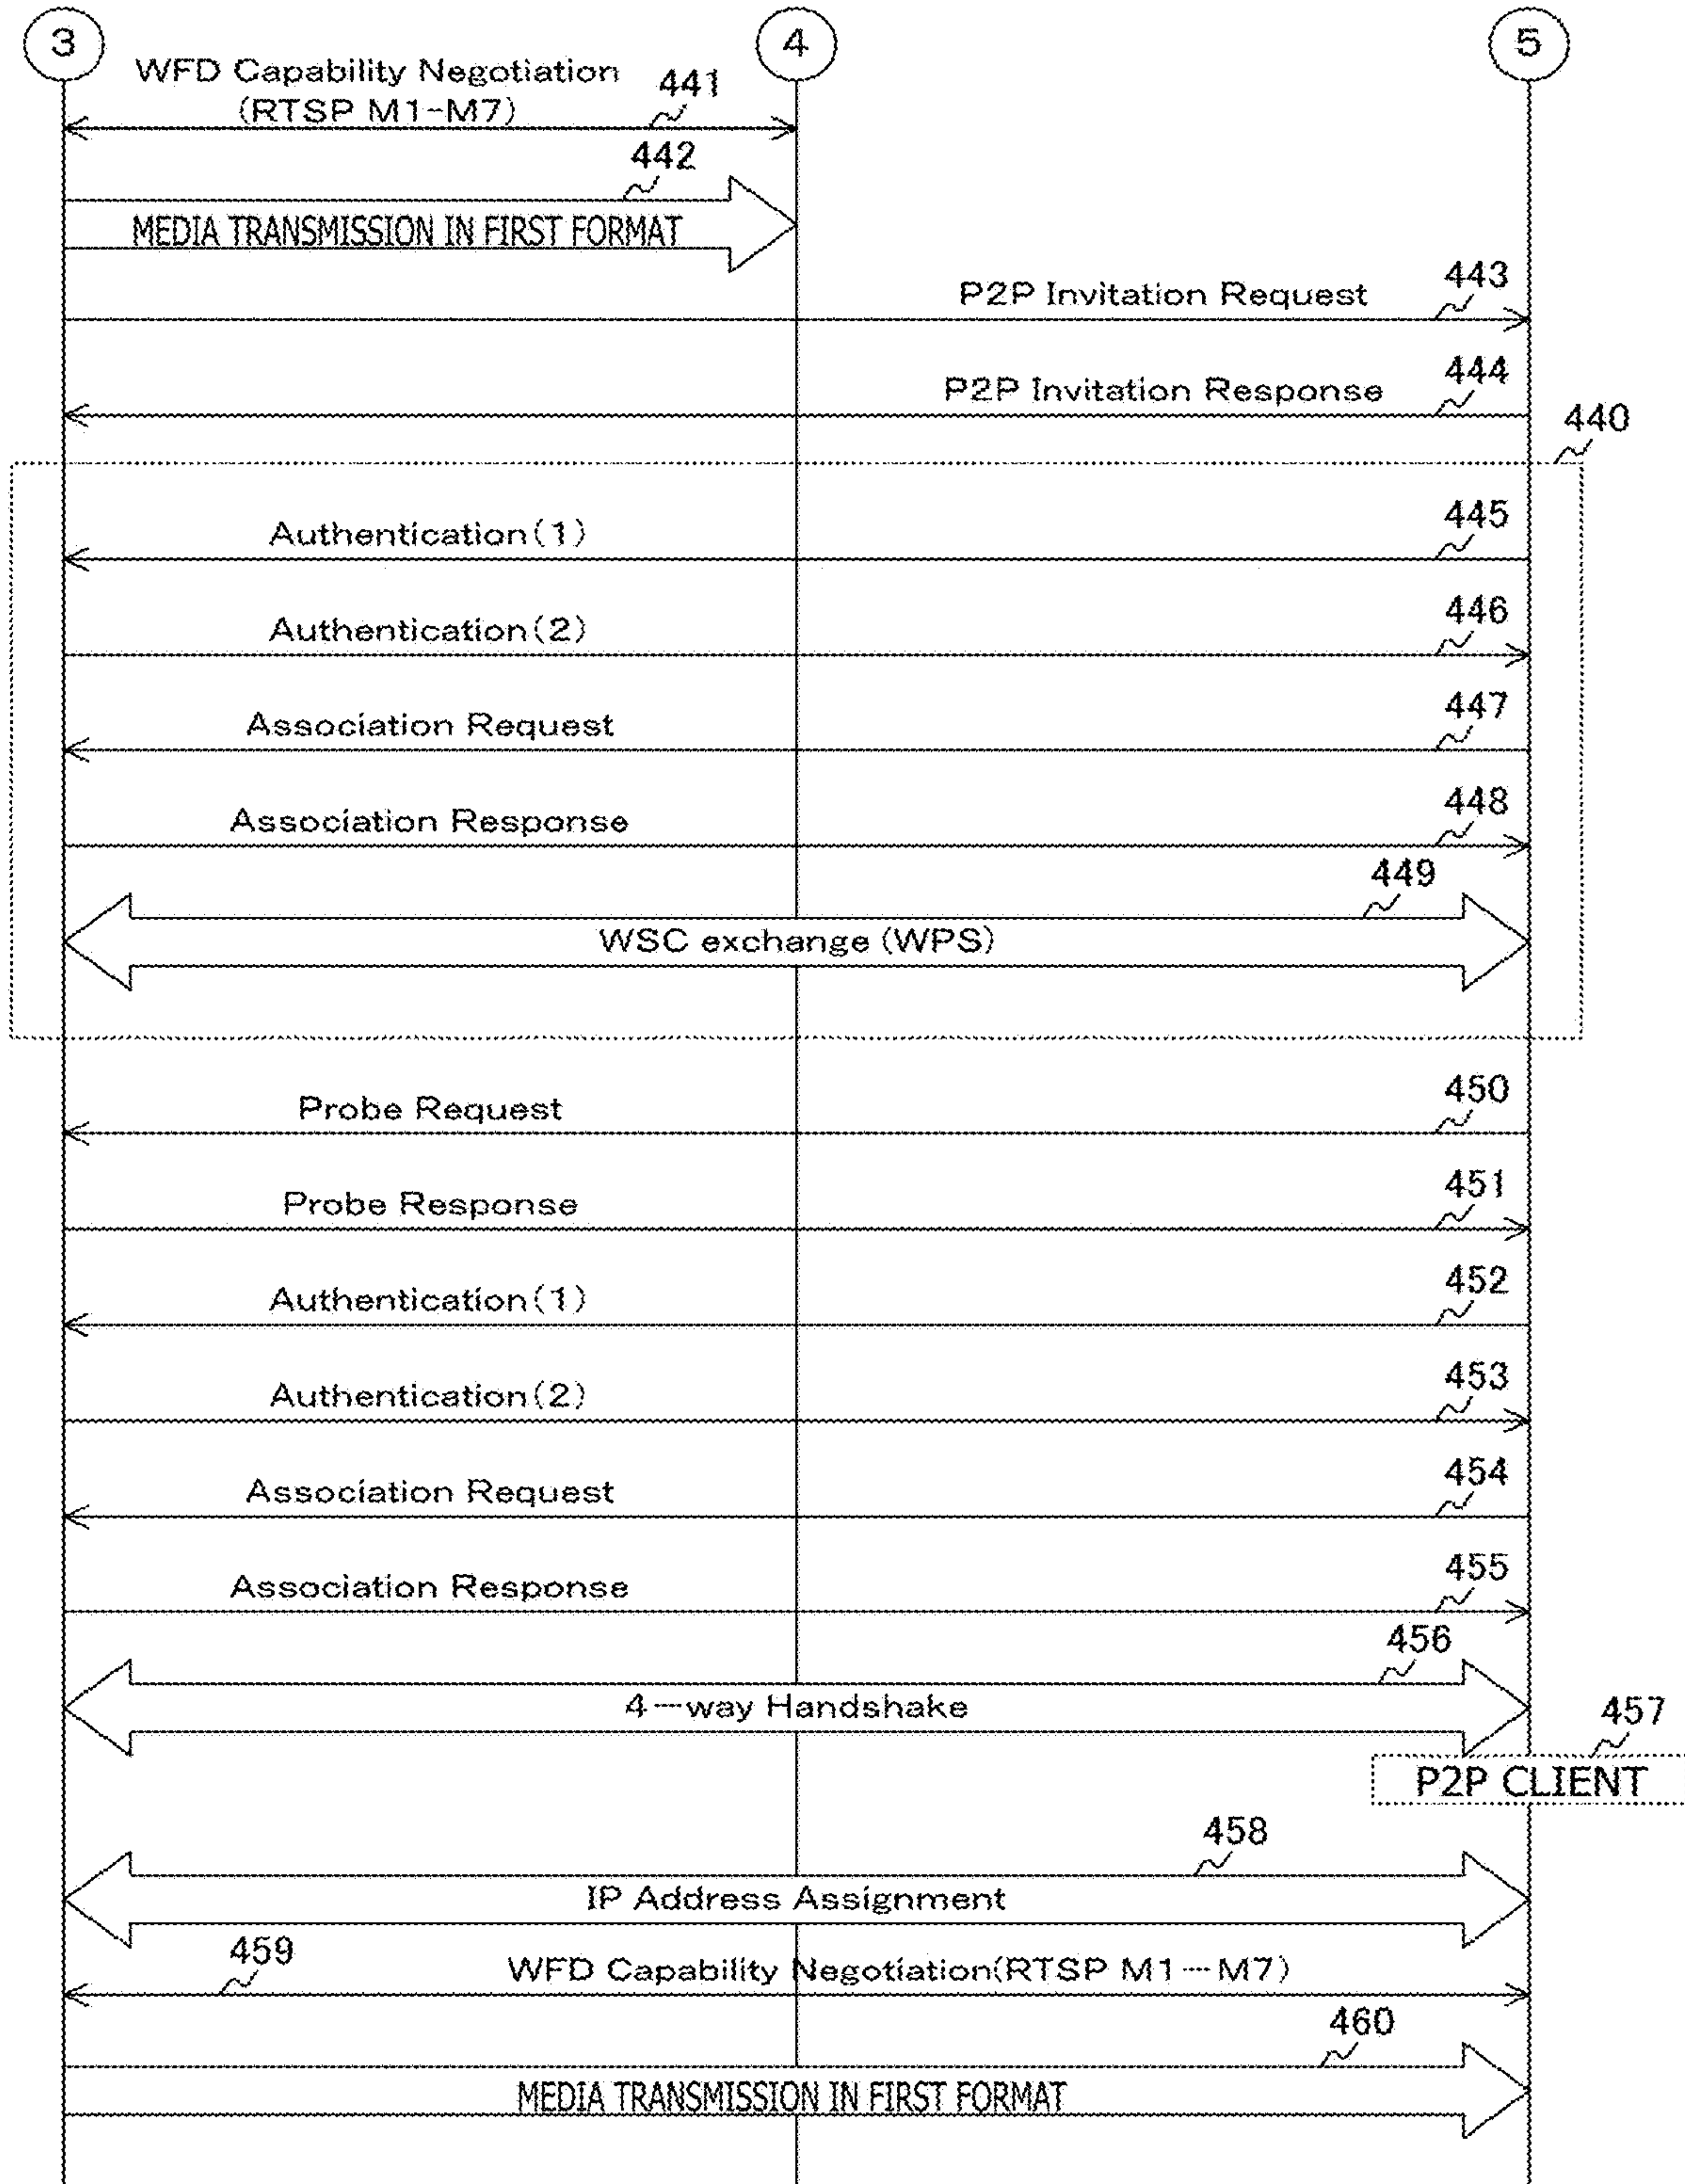 3
4
5
WFD Capability Negotiation
(RTSP M1-M7)
441
442
MEDIA TRANSMISSION IN FIRST FORMAT
P2P Invitation Request
443
P2P Invitation Response
444
440
Authentication(1)
445
Authentication(2)
446
Association Request
447
Association Response
448
449
WSC exchange (WPS)
Probe Request
450
Probe Response
451
Authentication(1)
452
Authentication(2)
453
Association Request
454
Association Response
455
456
4-way Handshake
457
P2P CLIENT
458
IP Address Assignment
459
WFD Capability Negotiation(RTSP M1-M7)
460
MEDIA TRANSMISSION IN FIRST FORMAT